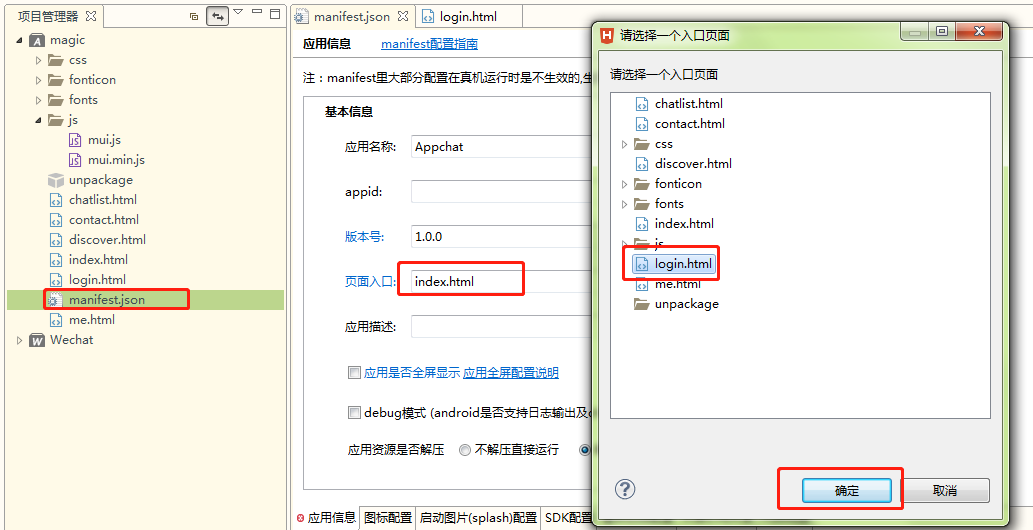 项目管理器
magic
css
fonticon
fonts
js
mui.js
mui.min.js
unpackage
chatlist.html
contact.html
discover.html
index.html
login.html
manifest.json
me.html
Wechat
manifest.json
login.html
应用信息
manifest配置指南
注：manifest里大部分配置在真机运行时是不生效的,
基本信息
应用名称:
Appchat
appid:
版本号:
1.0.0
页面入口:
index.html
应用描述:
应用是否全屏显示 应用全屏配置说明
debug模式 (android是否支持日志输出及
应用资源是否解压
不解压直接运行
应用信息
图标配置
启动图片(splash)配置
SDK配置
请选择一个入口页面
请选择一个入口页面
chatlist.html
contact.html
css
discover.html
fonticon
fonts
index.html
js
login.html
me.html
unpackage
确定
取消